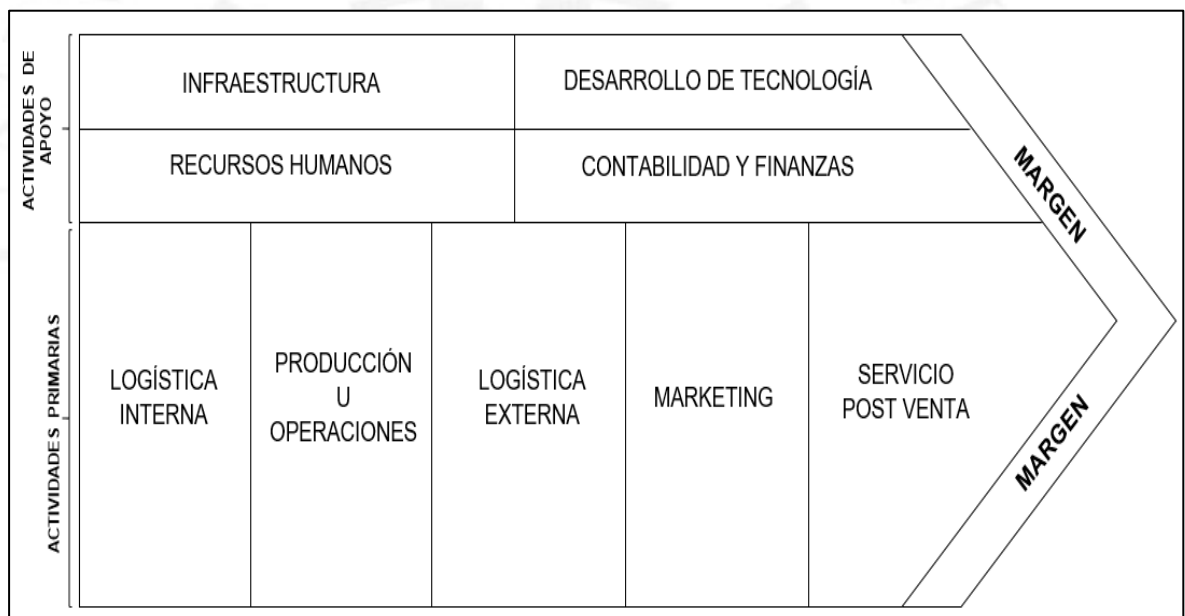 ACTIVIDADES DE
APOYO
INFRAESTRUCTURA
DESARROLLO DE TECNOLOGÍA
RECURSOS HUMANOS
CONTABILIDAD Y FINANZAS
MARGEN
ACTIVIDADES PRIMARIAS
LOGÍSTICA
INTERNA
PRODUCCIÓN
U
OPERACIONES
LOGÍSTICA
EXTERNA
MARKETING
SERVICIO
POST VENTA
MARGEN